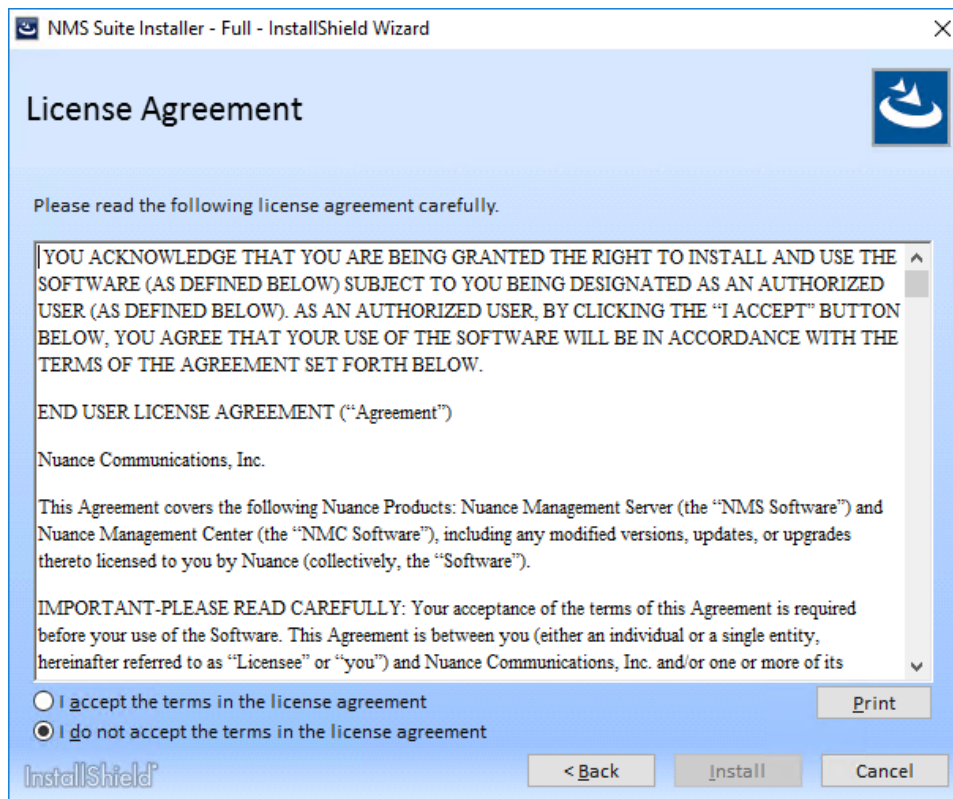 NMS Suite Installer - Full - InstallShield Wizard
License Agreement
Please read the following license agreement carefully.
YOU ACKNOWLEDGE THAT YOU ARE BEING GRANTED THE RIGHT TO INSTALL AND USE THE
SOFTWARE (AS DEFINED BELOW) SUBJECT TO YOU BEING DESIGNATED AS AN AUTHORIZED
USER (AS DEFINED BELOW). AS AN AUTHORIZED USER, BY CLICKING THE “I ACCEPT” BUTTON
BELOW, YOU AGREE THAT YOUR USE OF THE SOFTWARE WILL BE IN ACCORDANCE WITH THE
TERMS OF THE AGREEMENT SET FORTH BELOW.
END USER LICENSE AGREEMENT (“Agreement”)
Nuance Communications, Inc.
This Agreement covers the following Nuance Products: Nuance Management Server (the “NMS Software”) and
Nuance Management Center (the “NMC Software”), including any modified versions, updates, or upgrades
thereto licensed to you by Nuance (collectively, the “Software”).
IMPORTANT-PLEASE READ CAREFULLY: Your acceptance of the terms of this Agreement is required
before your use of the Software. This Agreement is between you (either an individual or a single entity,
hereinafter referred to as “Licensee” or “you”) and Nuance Communications, Inc. and/or one or more of its
I accept the terms in the license agreement
Print
I do not accept the terms in the license agreement
InstallShield
< Back
Install
Cancel